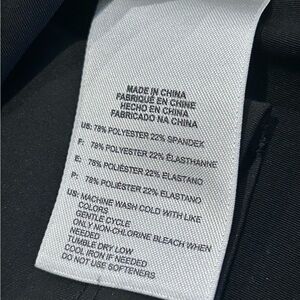 MADE IN CHINA
FABRIQUÉ EN CHINE
HECHO EN CHINA
FABRICADO NA CHINA
US: 78% POLYESTER 22% SPANDEX
F: 78% POLYESTER 22% ÉLASTHANNE
E: 78% POLIÉSTER 22% ELASTANO
P: 78% POLIÉSTER 22% ELASTANO
US: MACHINE WASH COLD WITH LIKE
COLORS
GENTLE CYCLE
ONLY NON-CHLORINE BLEACH WHEN
NEEDED
TUMBLE DRY LOW
COOL IRON IF NEEDED
DO NOT USE SOFTENERS